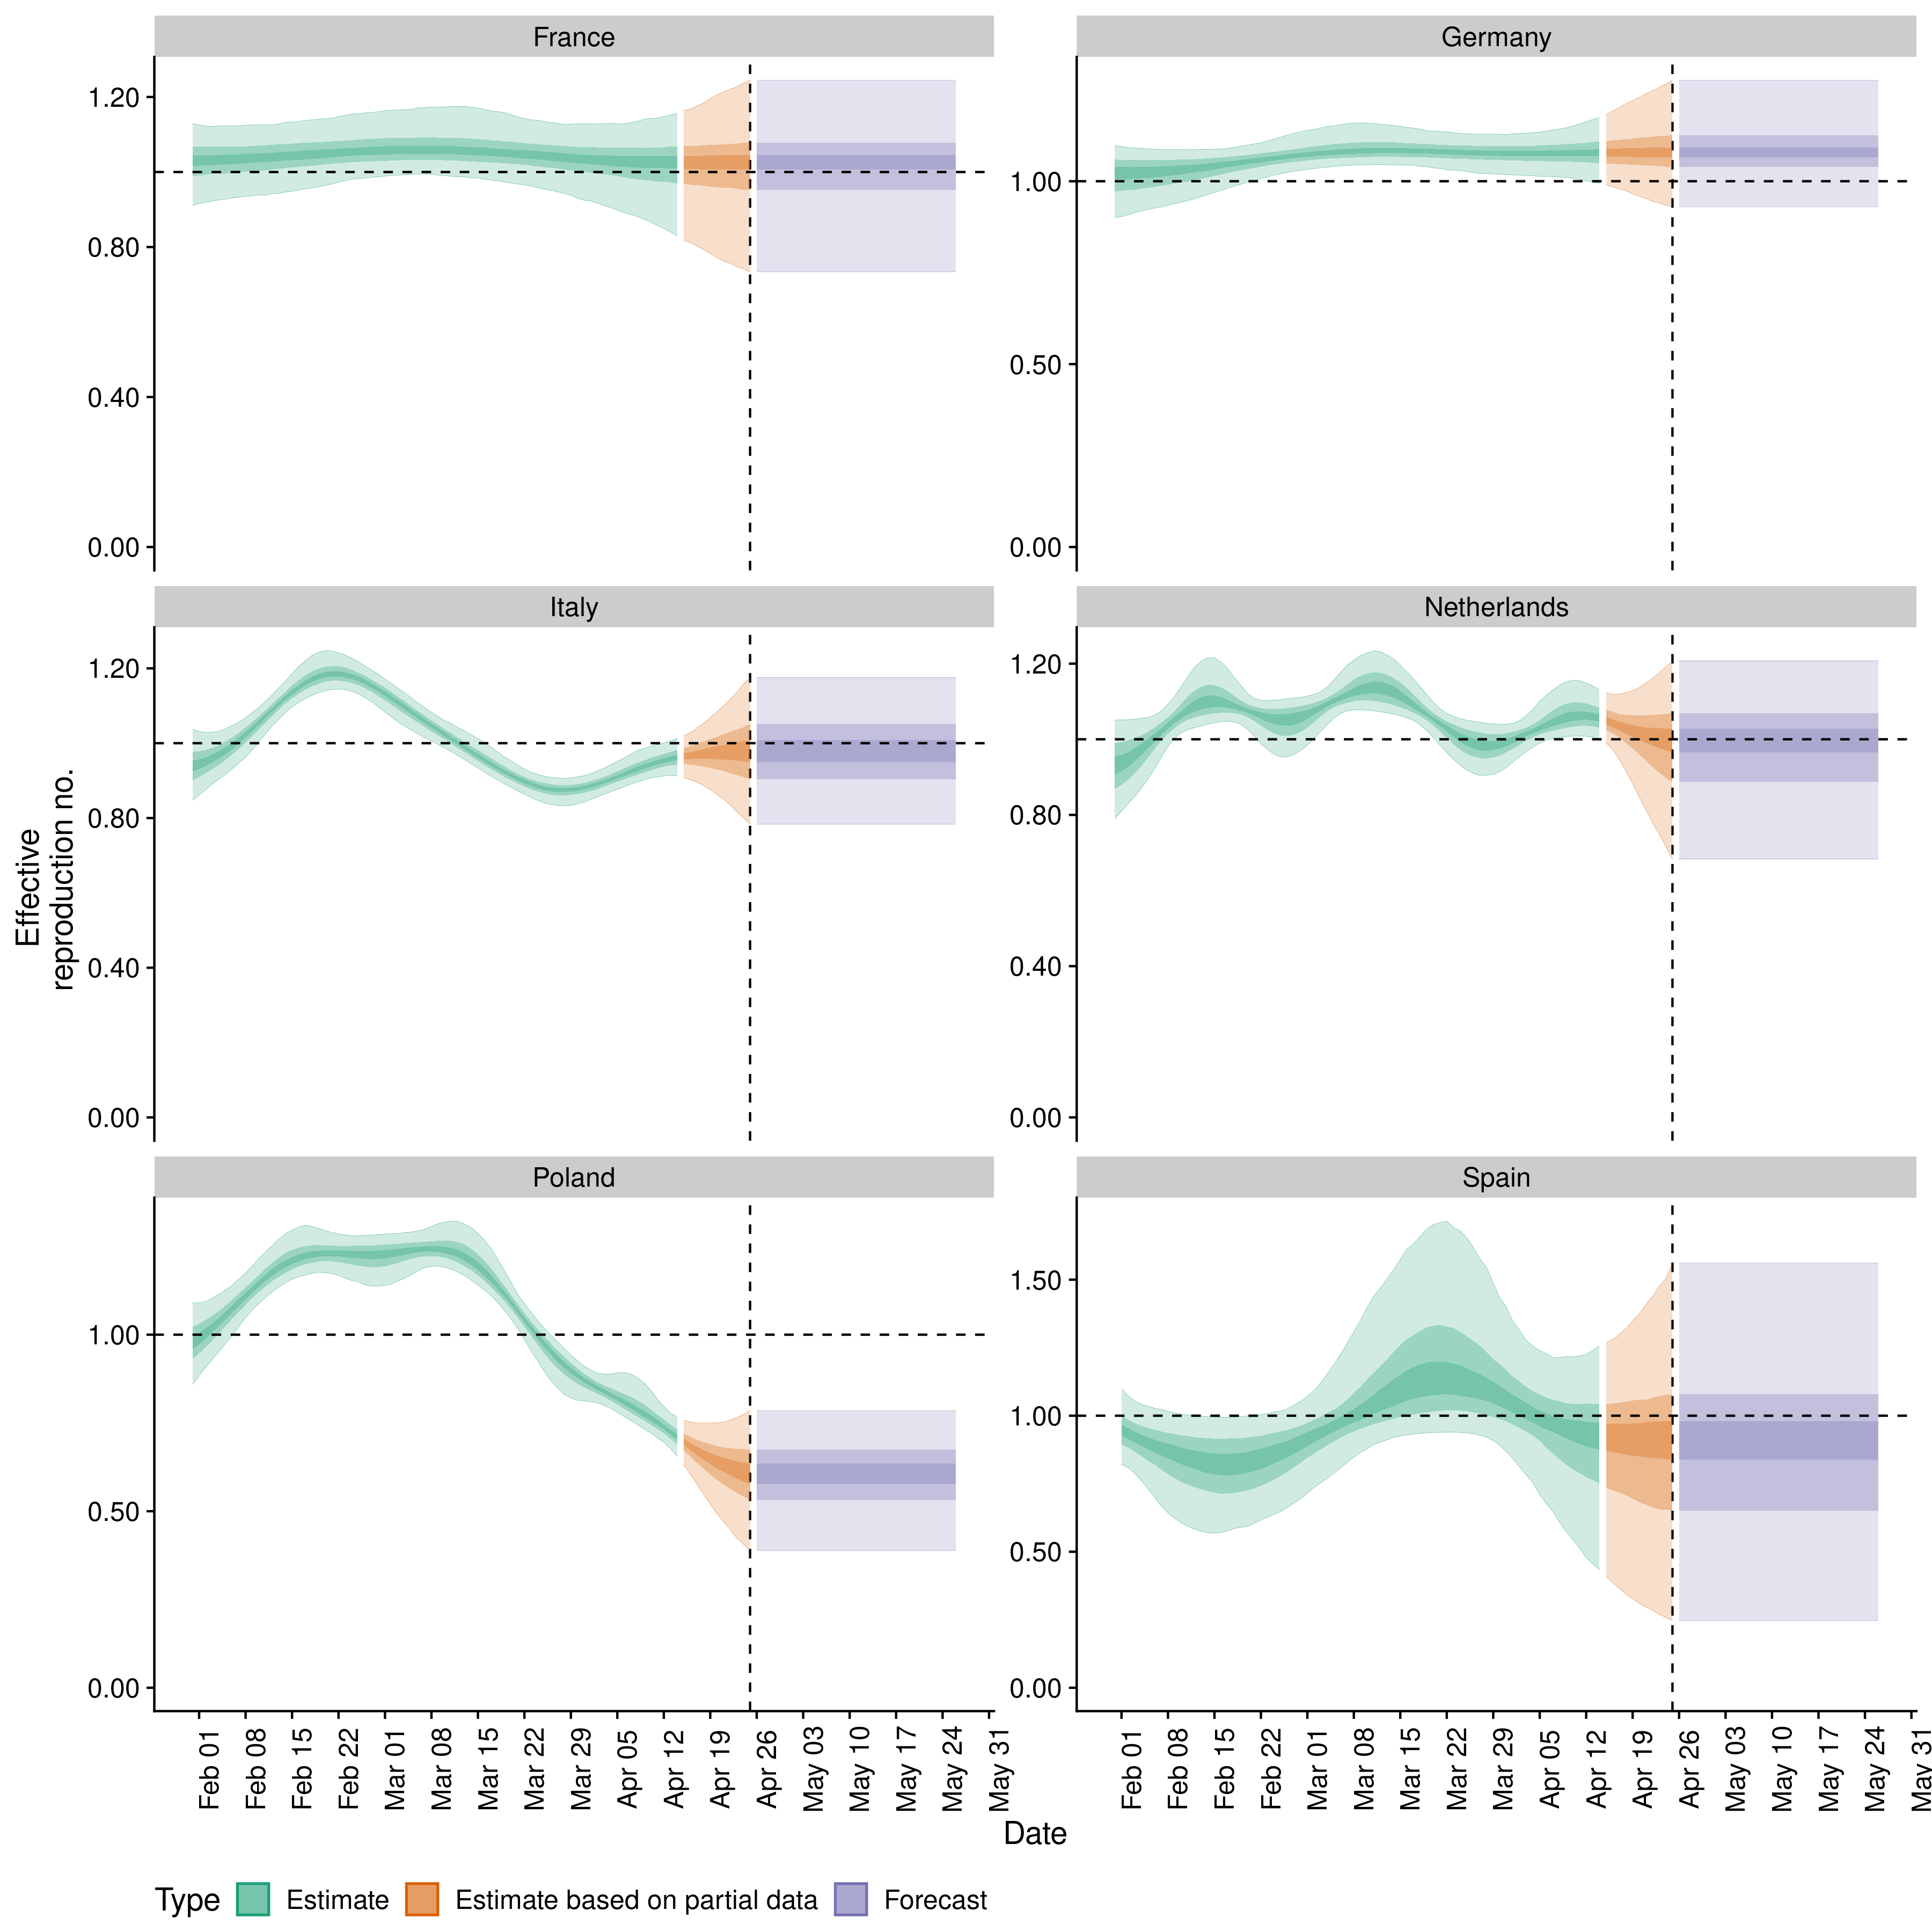 France
Germany
1.20
0.80
0.40
0.00
1.00
0.50
0.00
Italy
Netherlands
1.20
0.80
0.40
0.00
1.20
0.80
0.40
0.00
Effective
reproduction no.
Poland
Spain
1.00
0.50
0.00
1.50
1.00
0.50
0.00
Feb 01
Feb 08
Feb 15
Feb 22
Mar 01
Mar 08
Mar 15
Mar 22
Mar 29
Apr 05
Apr 12
Apr 19
Apr 26
May 03
May 10
May 17
May 24
May 31
Feb 01
Feb 08
Feb 15
Feb 22
Mar 01
Mar 08
Mar 15
Mar 22
Mar 29
Apr 05
Apr 12
Apr 19
Apr 26
May 03
May 10
May 17
May 24
May 31
Date
Type Estimate Estimate based on partial data Forecast